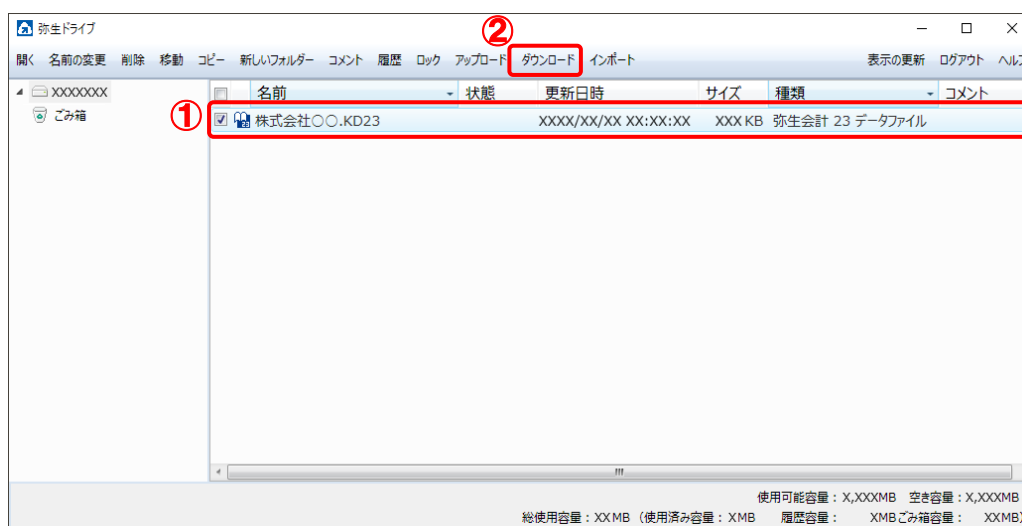 弥生ドライブ
②
開く 名前の変更 削除 移動 コピー 新しいフォルダー コメント 履歴 ロック アップロード ダウンロード インポート 表示の更新 ログアウト
XXXXXXX 名前 状態 更新日時 サイズ 種類 コメント
ごみ箱
① 株式会社○○.KD23 XXXX/XX/XX XX:XX:XX XXX KB 弥生会計 23 データファイル
使用可能容量：X,XXXMB 空き容量：X,XXXMB
総使用容量：XXMB（使用済み容量：XMB 履歴容量： XMBごみ箱容量： XXMB）